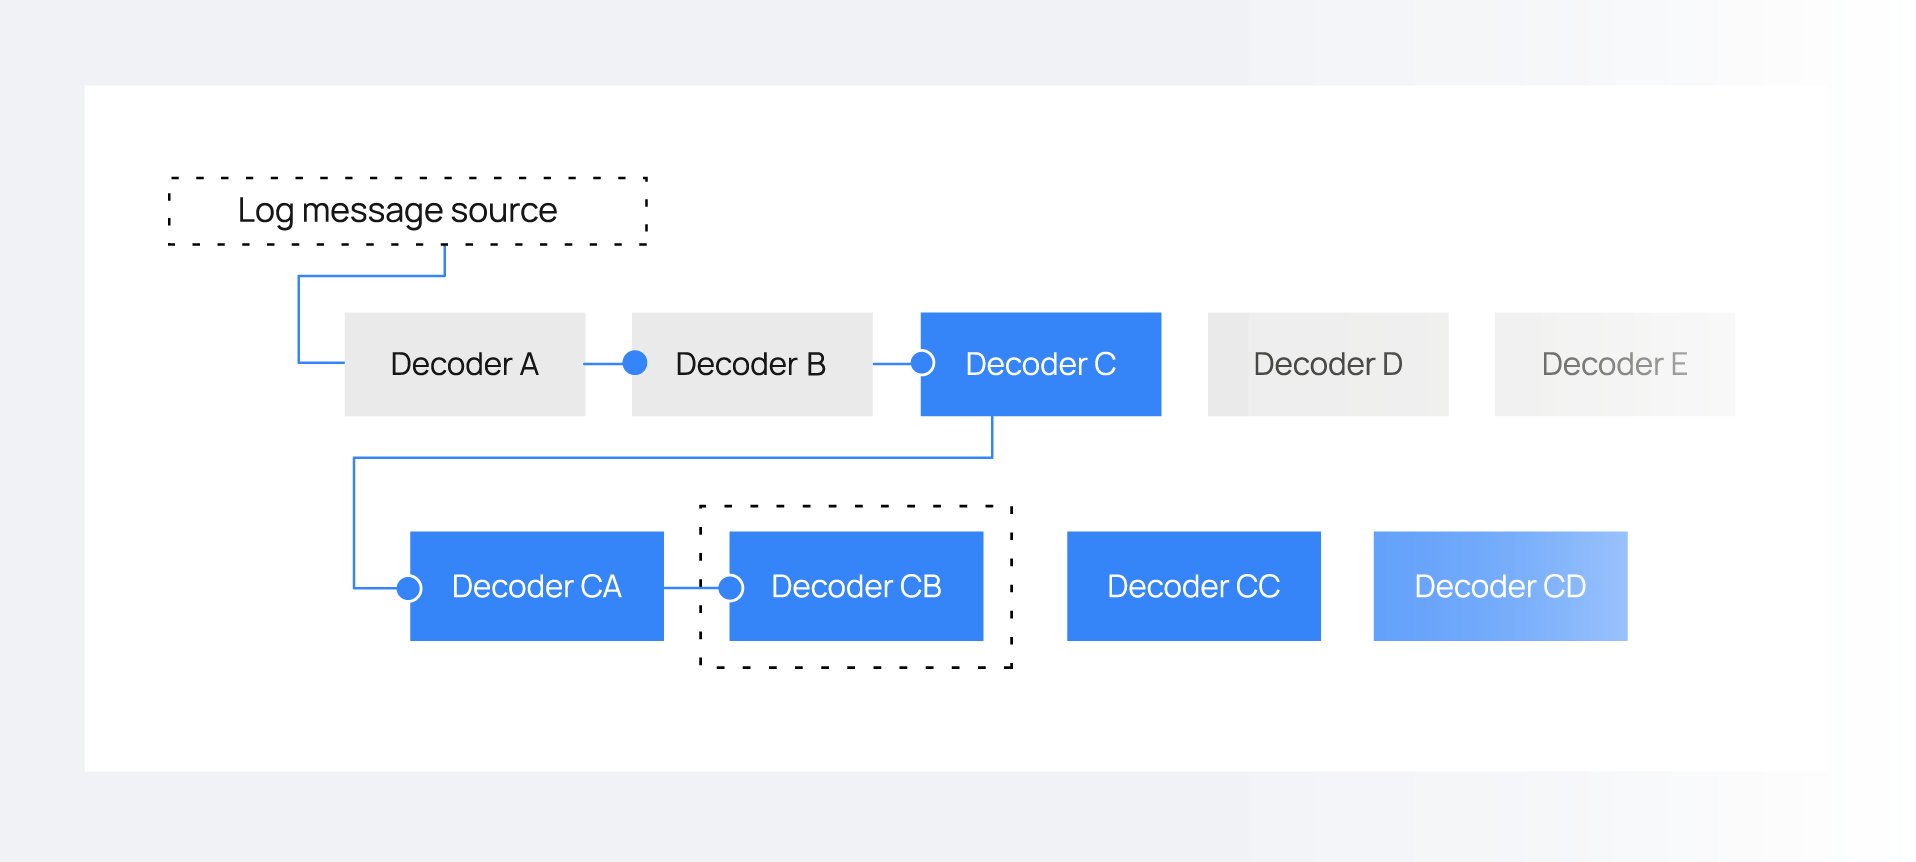 Log message source
Decoder A
Decoder B
Decoder C
Decoder D
Decoder E
Decoder CA
Decoder CB
Decoder CC
Decoder CD